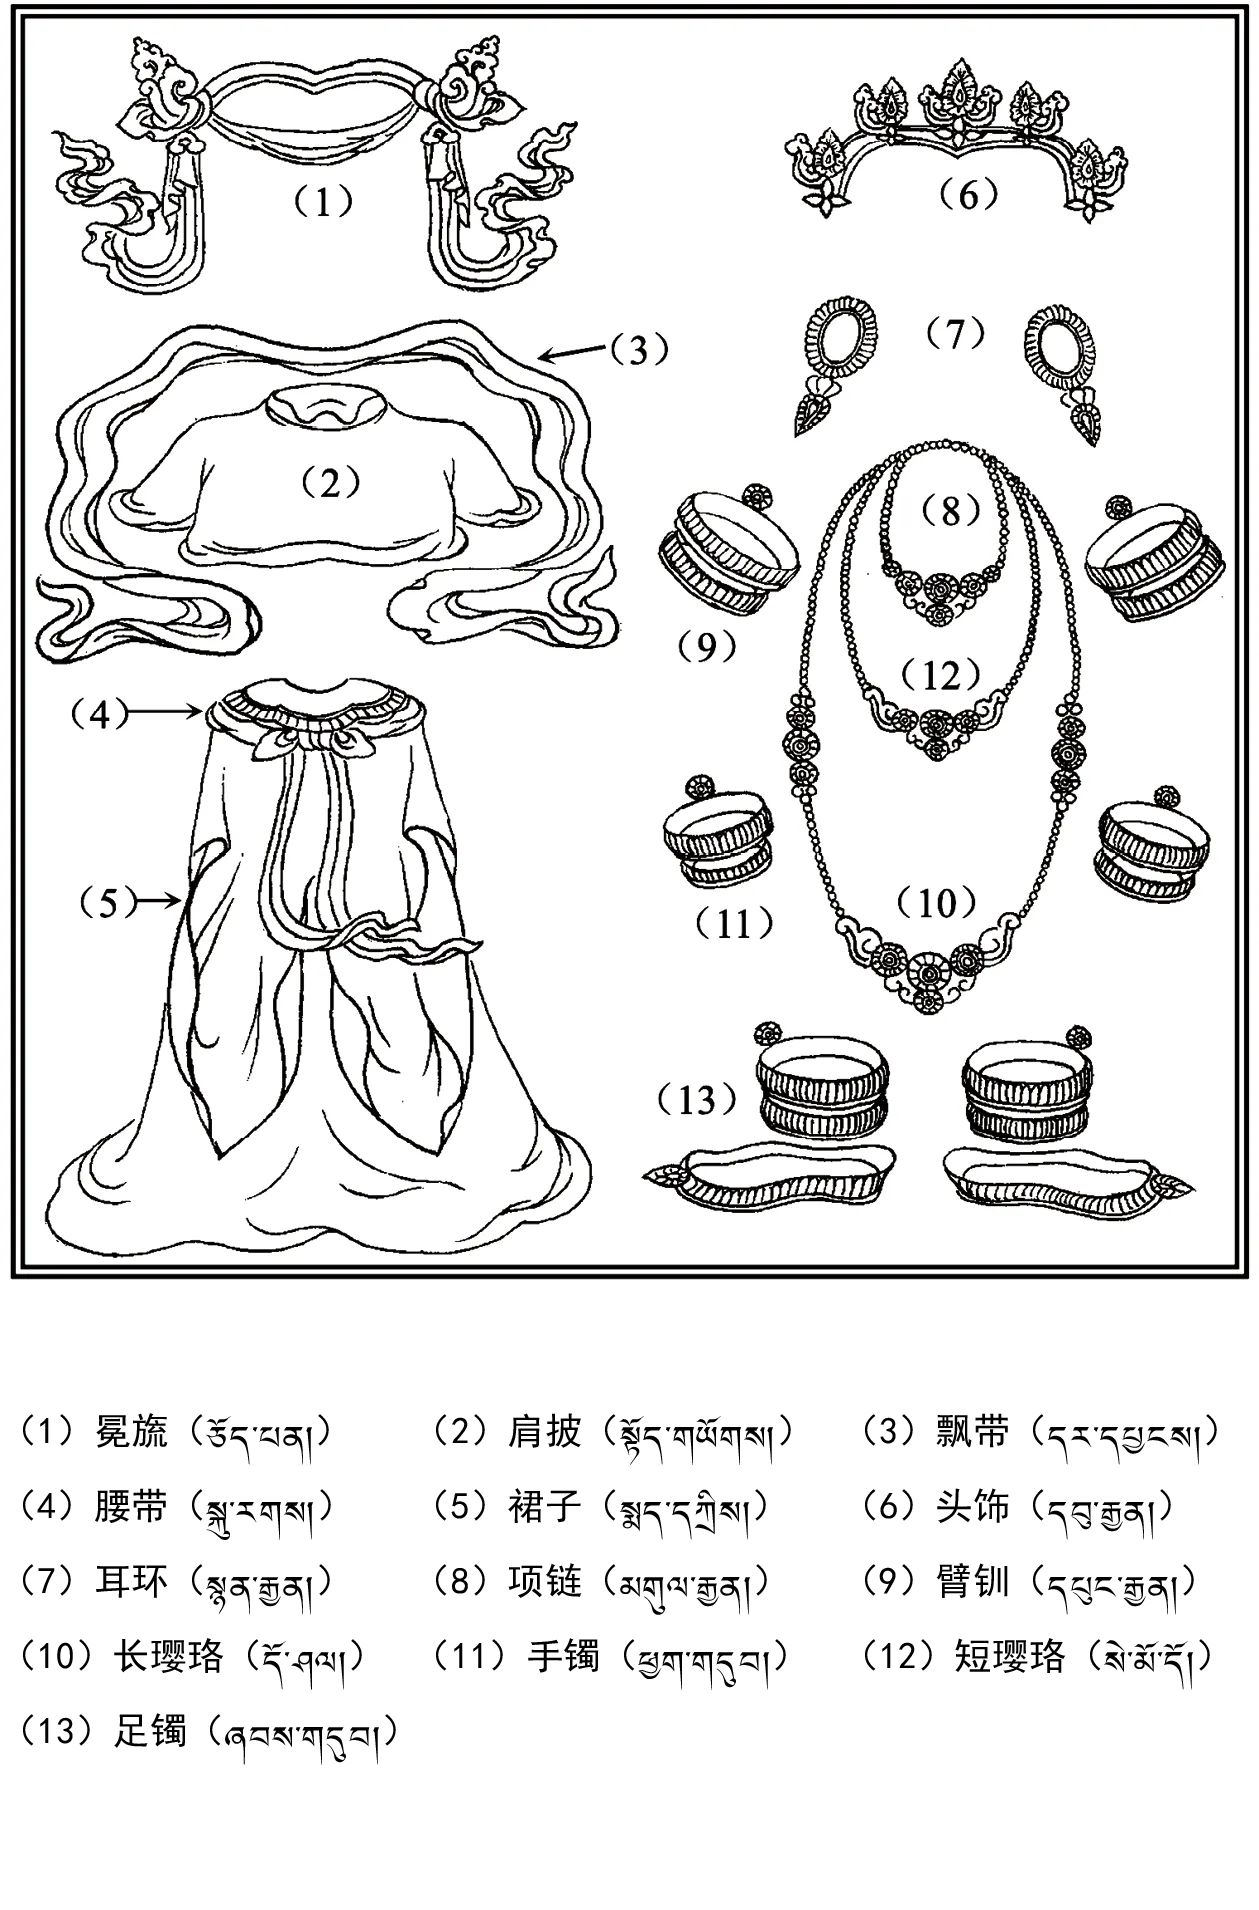 （1）
（6）
（3）
（7）
（2）
（8）
（9）
（12）
（4）
（5）
（10）
（11）
（13）
（1）冕旒（ཅོད་པན།） （2）肩披（སྟོད་གཡོགས།） （3）飘带（དར་དཔྱངས།）
（4）腰带（སྐུ་རགས།） （5）裙子（སྨད་དཀྲིས།） （6）头饰（དབུ་རྒྱན།）
（7）耳环（སྙན་རྒྱན།） （8）项链（མགུལ་རྒྱན།） （9）臂钏（དཔུང་རྒྱན།）
（10）长璎珞（དོ་ཤལ།） （11）手镯（ཕྱག་གདུབ།） （12）短璎珞（སེ་མོ་དོ།）
（13）足镯（ཞབས་གདུབ།）